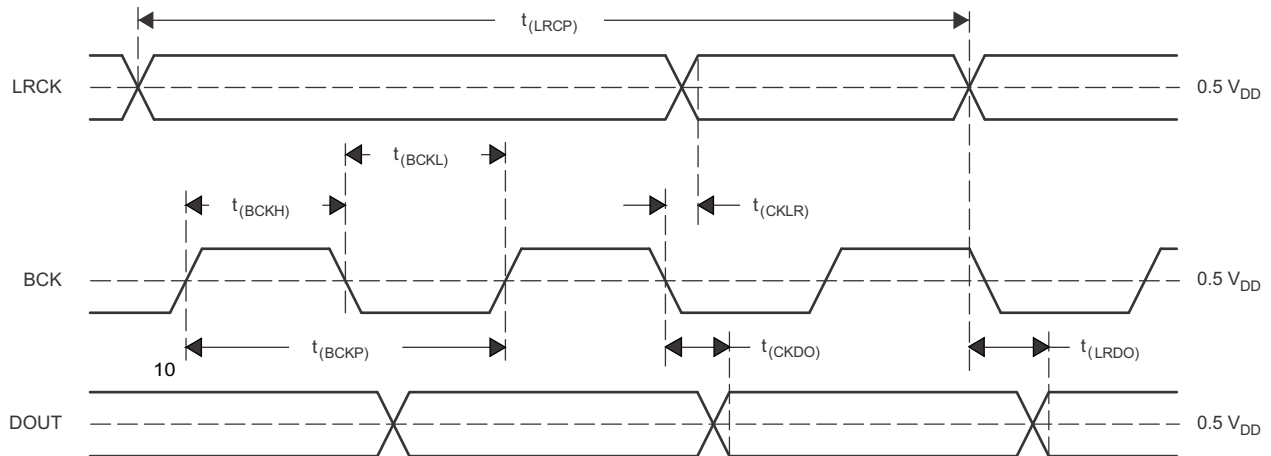 t(LRCP)
LRCK
0.5 VDD
t(BCKL)
t(BCKH)
t(CKLR)
BCK
0.5 VDD
t(BCKP)
t(CKDO)
t(LRDO)
10
DOUT
0.5 VDD